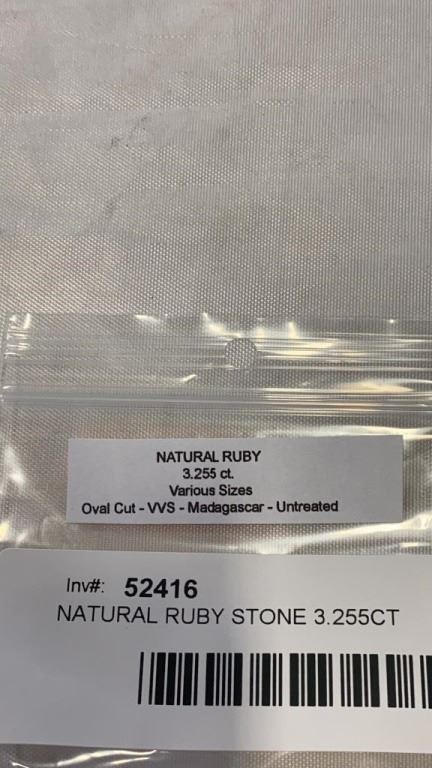 NATURAL RUBY
3.255 ct.
Various Sizes
Oval Cut - VVS - Madagascar - Untreated
Inv#: 52416
NATURAL RUBY STONE 3.255CT